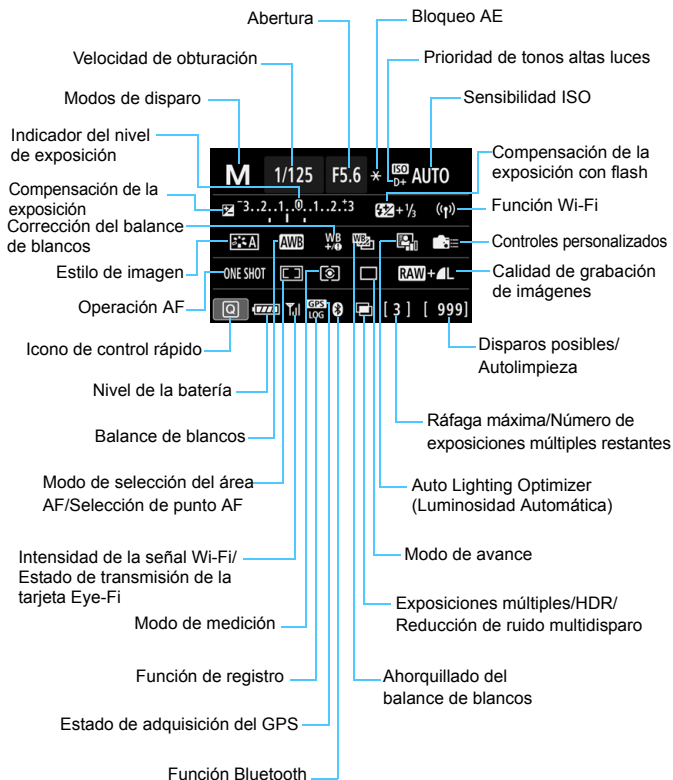 Abertura
Bloqueo AE
Velocidad de obturación
Prioridad de tonos altas luces
Modos de disparo
Sensibilidad ISO
Indicador del nivel
de exposición
Compensación de la
exposición con flash
Compensación de la
exposición
Función Wi-Fi
Corrección del balance
de blancos
Controles personalizados
Estilo de imagen
Calidad de grabación
de imágenes
Operación AF
M 1/125 F5.6 * ISO D+ AUTO
-3..2..1..0..1..2.+3 +1/3
A AWB WB +/- WB
ONE SHOT RAW+L
Q GPS LOG [ 3 ] [ 999]
Icono de control rápido
Disparos posibles/
Autolimpieza
Nivel de la batería
Balance de blancos
Ráfaga máxima/Número de
exposiciones múltiples restantes
Modo de selección del área
AF/Selección de punto AF
Auto Lighting Optimizer
(Luminosidad Automática)
Intensidad de la señal Wi-Fi/
Estado de transmisión de la
tarjeta Eye-Fi
Modo de avance
Modo de medición
Exposiciones múltiples/HDR/
Reducción de ruido multidisparo
Función de registro
Ahorquillado del
balance de blancos
Estado de adquisición del GPS
Función Bluetooth